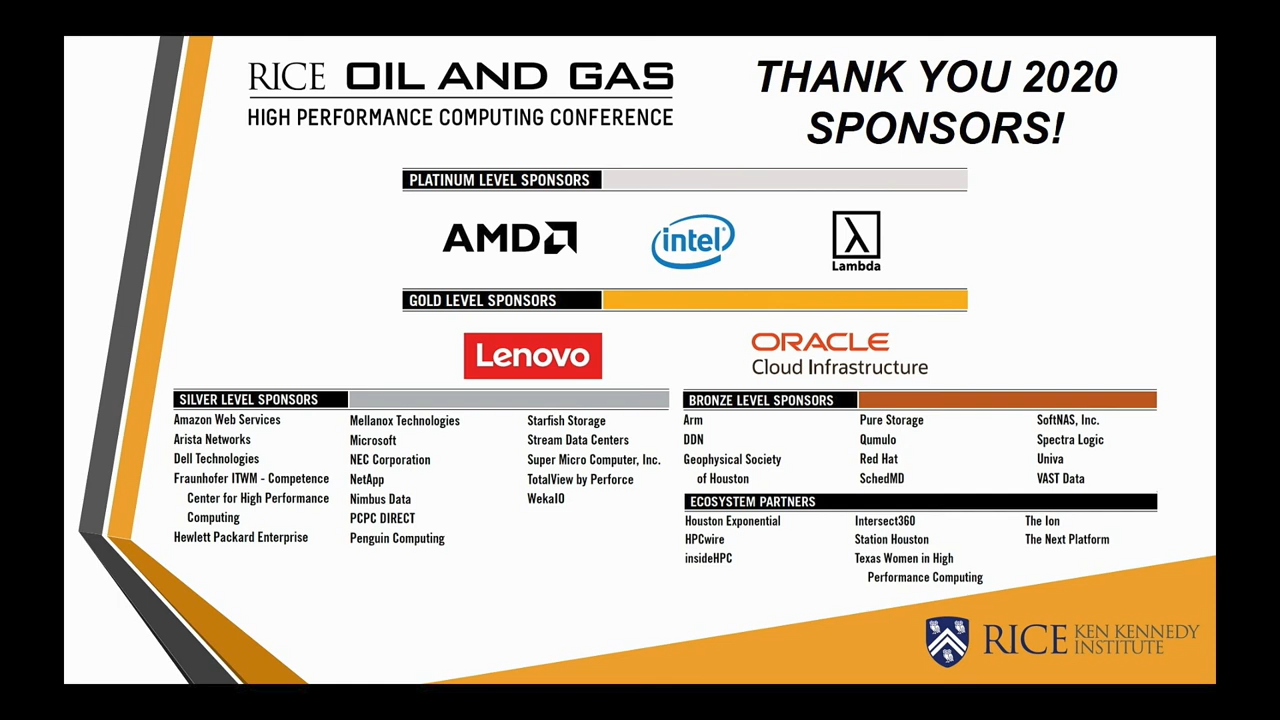 RICE OIL AND GAS
HIGH PERFORMANCE COMPUTING CONFERENCE
THANK YOU 2020
SPONSORS!
PLATINUM LEVEL SPONSORS
AMD
intel
λ
Lambda
GOLD LEVEL SPONSORS
Lenovo
ORACLE
Cloud Infrastructure
SILVER LEVEL SPONSORS
Amazon Web Services
Arista Networks
Dell Technologies
Fraunhofer ITWM - Competence
Center for High Performance
Computing
Hewlett Packard Enterprise
Mellanox Technologies
Microsoft
NEC Corporation
NetApp
Nimbus Data
PCPC DIRECT
Penguin Computing
Starfish Storage
Stream Data Centers
Super Micro Computer, Inc.
TotalView by Perforce
WekaIO
BRONZE LEVEL SPONSORS
Arm
DDN
Geophysical Society
of Houston
Pure Storage
Qumulo
Red Hat
SchedMD
SoftNAS, Inc.
Spectra Logic
Univa
VAST Data
ECOSYSTEM PARTNERS
Houston Exponential
HPCwire
insideHPC
Intersect360
Station Houston
Texas Women in High
Performance Computing
The Ion
The Next Platform
RICE KEN KENNEDY
INSTITUTE